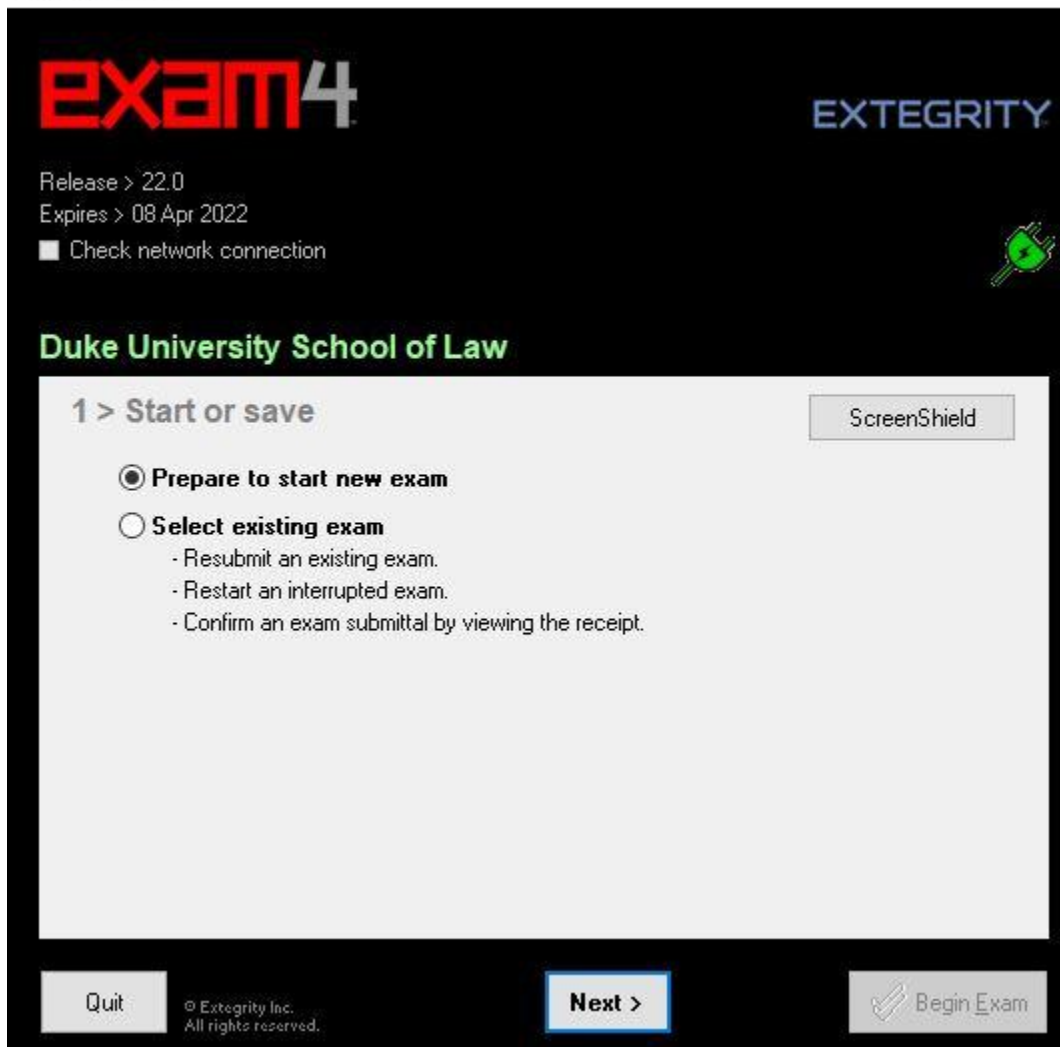 exam4
EXTEGRITY
Release > 22.0
Expires > 08 Apr 2022
Check network connection
Duke University School of Law
1 > Start or save
ScreenShield
Prepare to start new exam
Select existing exam
- Resubmit an existing exam.
- Restart an interrupted exam.
- Confirm an exam submittal by viewing the receipt.
Quit
© Extegrity Inc.
All rights reserved.
Next >
Begin Exam